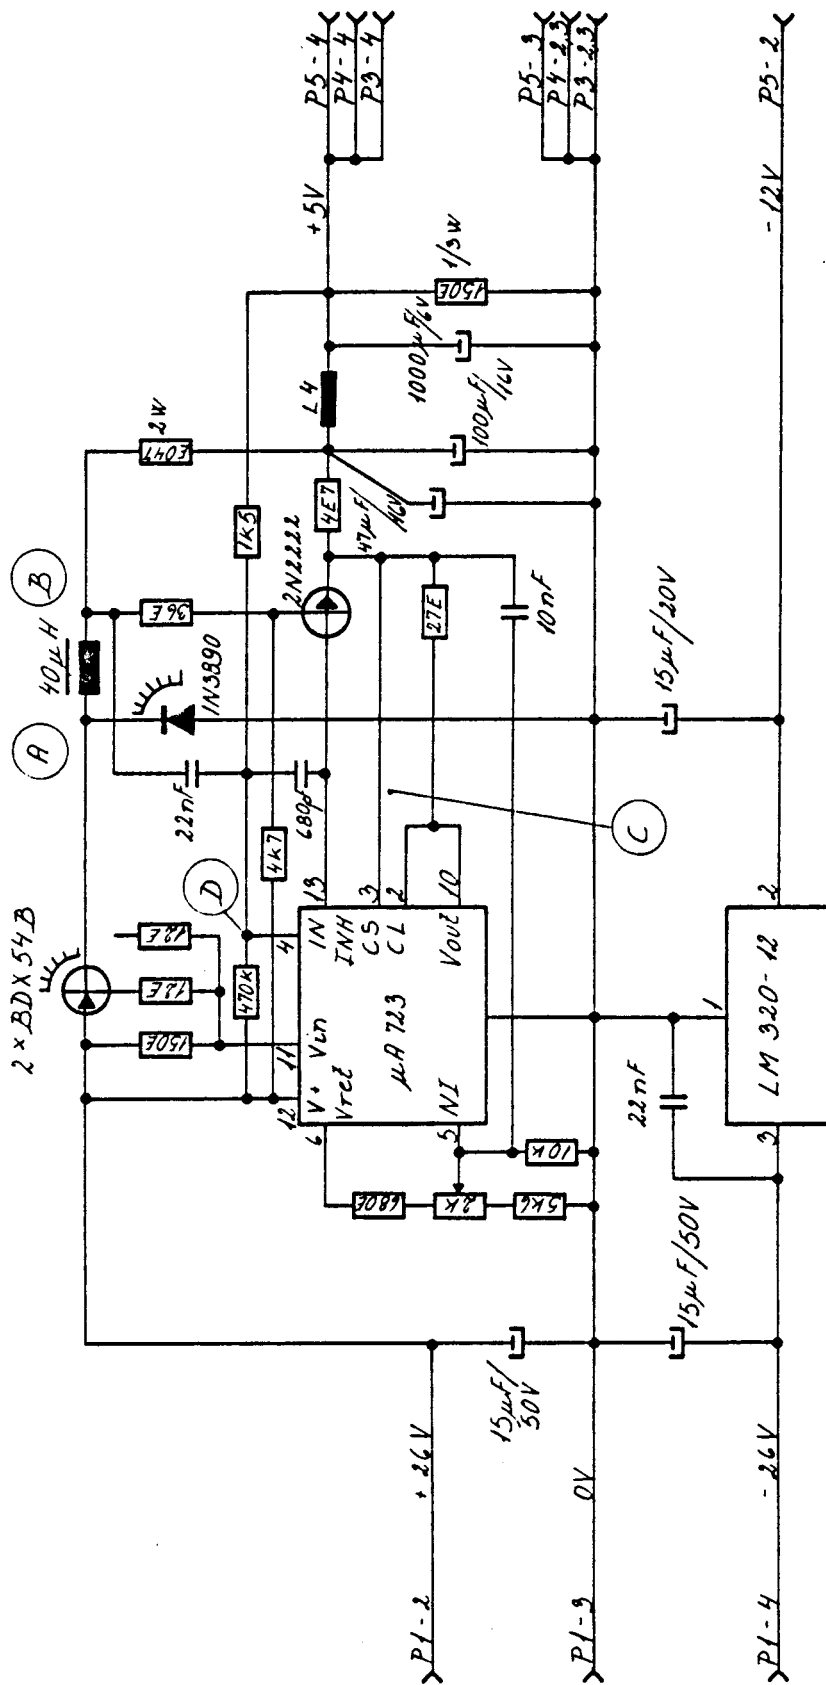 2 × BDX 54B
A
40µH
B
150E
12E
12E
22nF
1N3890
36E
E047
2W
470K
D
4K7
1K5
680p
2N2222
4E7
L4
+5V
P5-4
P4-4
P3-4
12
11
4
13
6
V+
Vin
IN
Vref
INH
CS
3
CL
2
µA 723
NI
5
Vout
10
680E
2K
5K6
10K
27E
10nF
47µF/16V
100µF/16V
1000µF/6V
150E
1/3W
C
P1-2
+26V
15µF/
50V
P5-3
P4-2,3
P3-2,3
P1-3
0V
22nF
15µF/50V
15µF/20V
1
3
2
LM 320-12
P1-4
-26V
-12V
P5-2